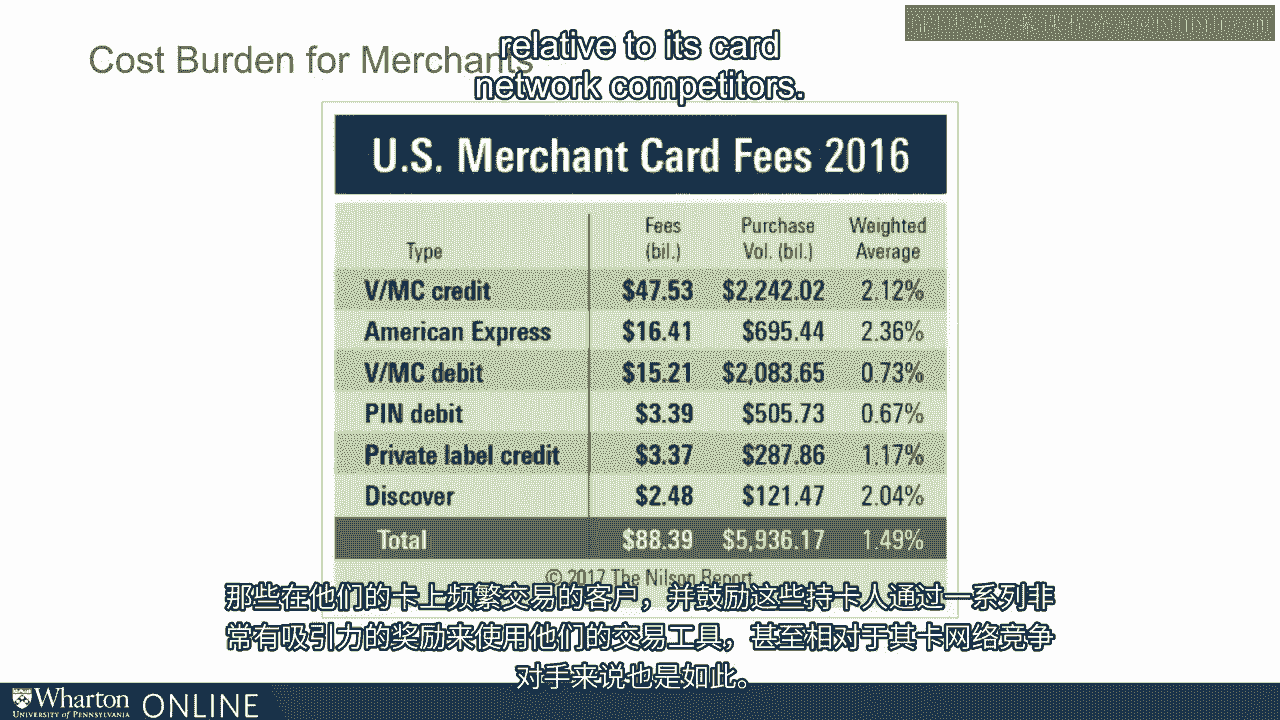 relative to its card
network competitors.
Cost Burden for Merchants
U.S. Merchant Card Fees 2016
Type Fees (bil.) Purchase Vol. (bil.) Weighted Average
V/MC credit $47.53 $2,242.02 2.12%
American Express $16.41 $695.44 2.36%
V/MC debit $15.21 $2,083.65 0.73%
PIN debit $3.39 $505.73 0.67%
Private label credit $3.37 $287.86 1.17%
Discover $2.48 $121.47 2.04%
Total $88.39 $5,936.17 1.49%
© 2017 The Nilson Report
那些在他们的卡上频繁交易的客户，并鼓励这些持卡人通过一系列非
常有吸引力的奖励来使用他们的交易工具，甚至相对于其卡网络竞争
对手来说也是如此。
Wharton ONLINE
UNIVERSITY of PENNSYLVANIA